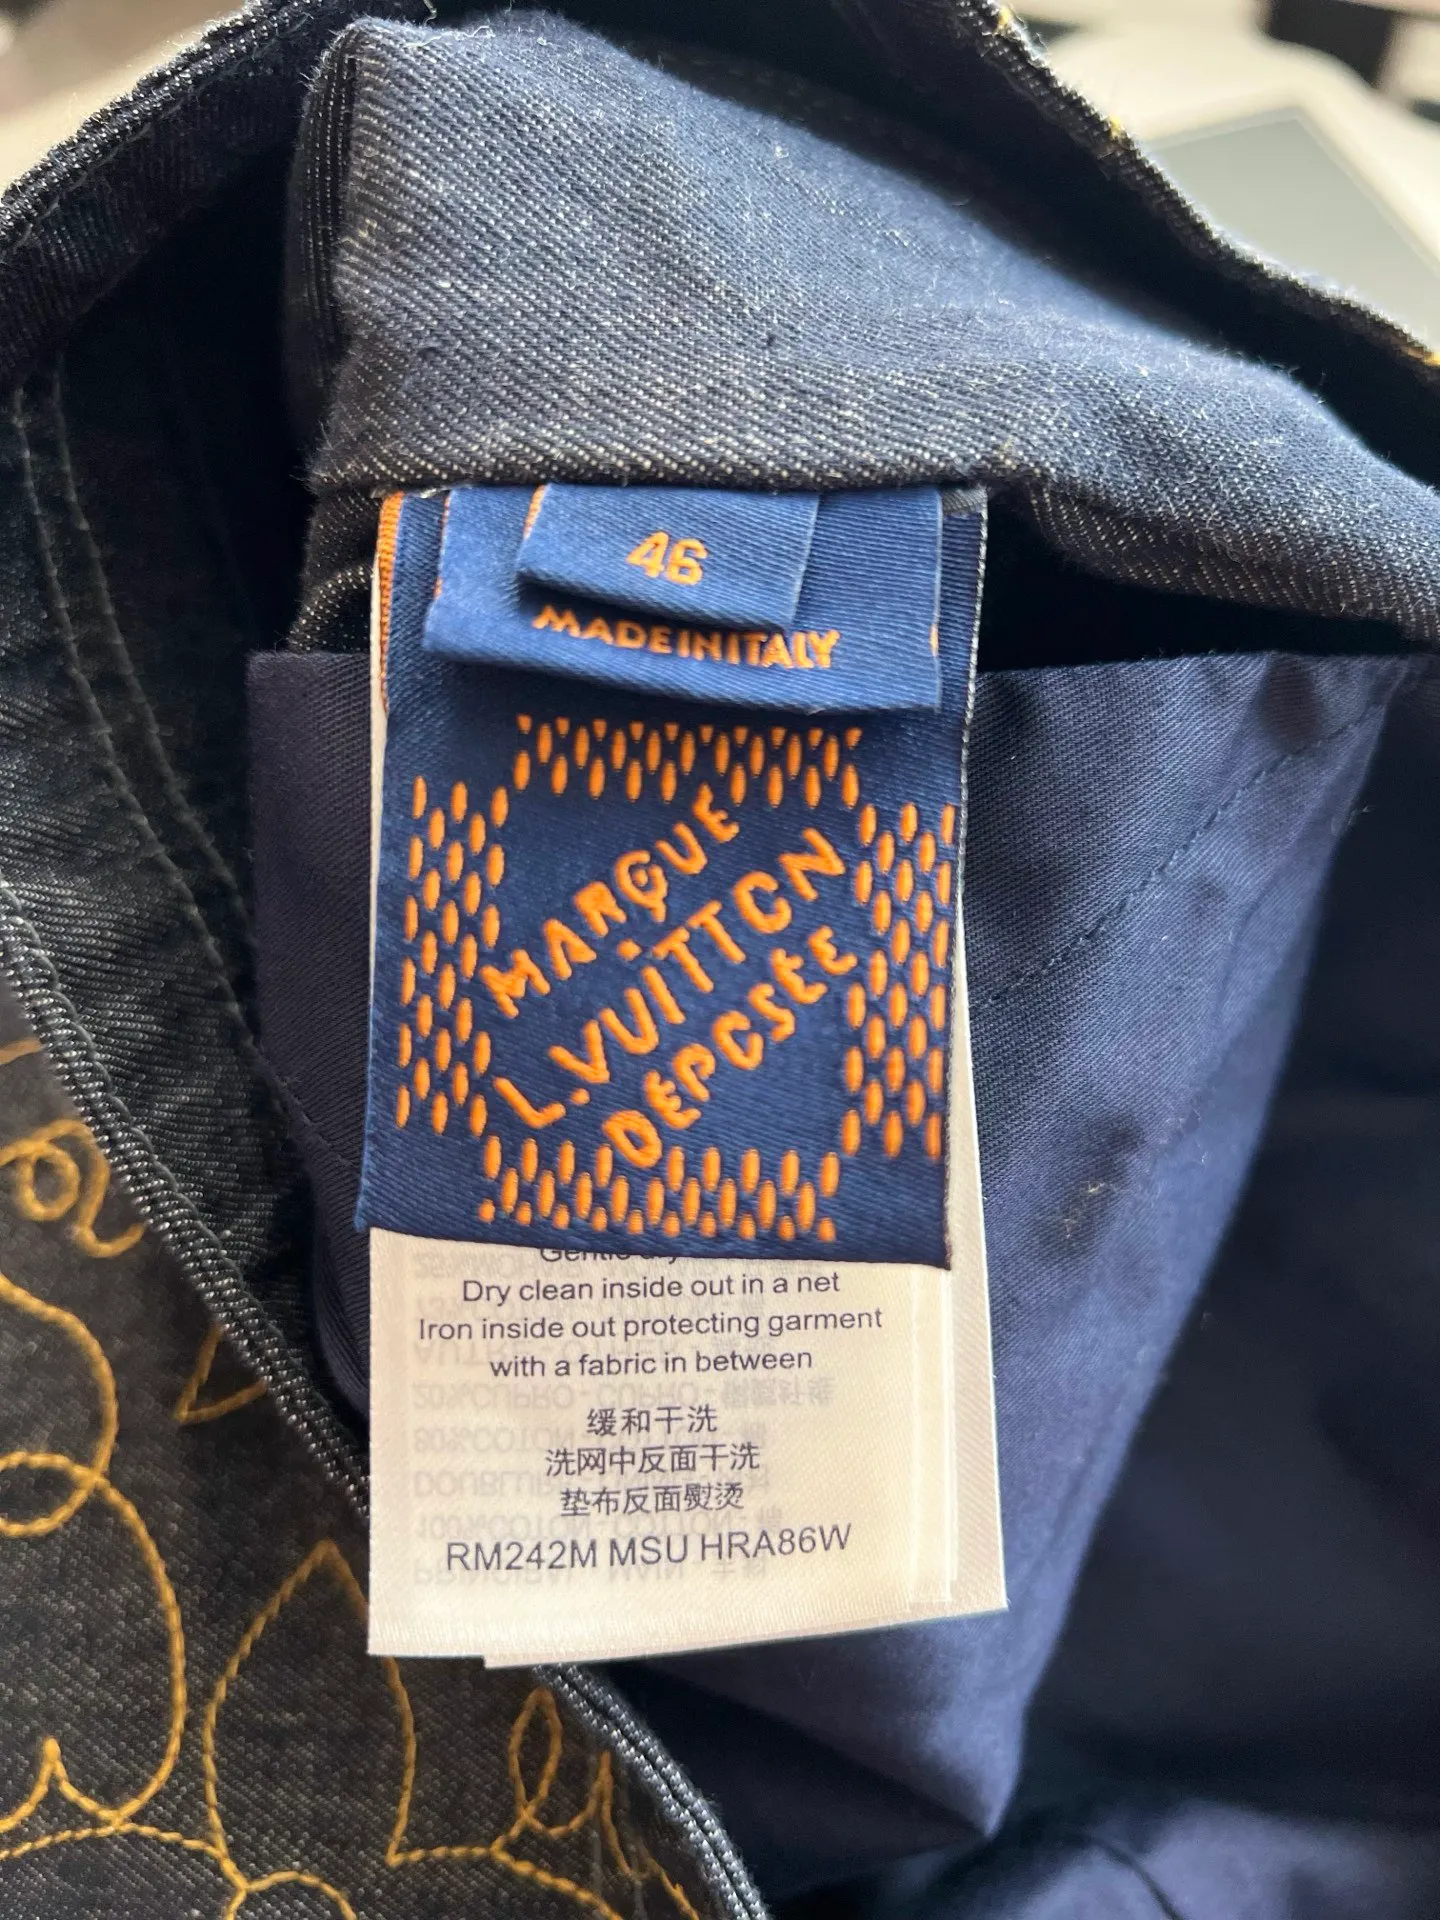 46
MADE IN ITALY
MARQUE
L.VUITTON
DEPOSÉE
Dry clean inside out in a net
Iron inside out protecting garment
with a fabric in between
缓和干洗
洗网中反面干洗
垫布反面熨烫
RM242M MSU HRA86W